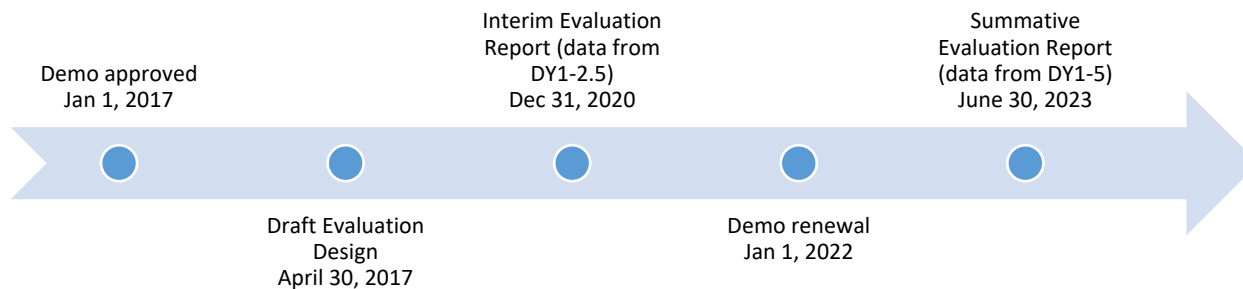 Demo approved
Jan 1, 2017
Draft Evaluation
Design
April 30, 2017
Interim Evaluation
Report (data from
DY1-2.5)
Dec 31, 2020
Demo renewal
Jan 1, 2022
Summative
Evaluation Report
(data from DY1-5)
June 30, 2023